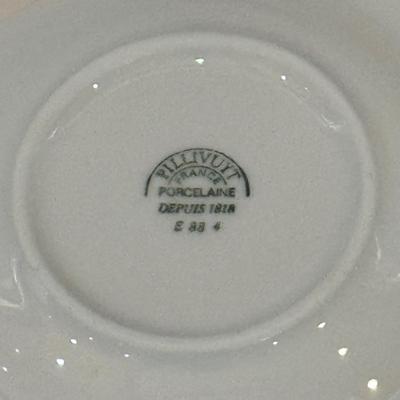 PILLIVUYT
FRANCE
PORCELAINE
DEPUIS 1818
E 88 4